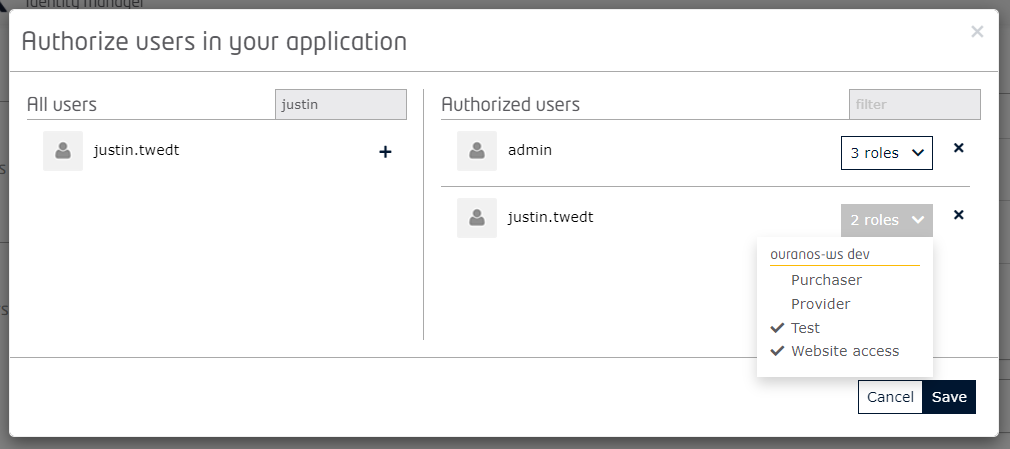 Identity manager
Authorize users in your application
All users
justin
justin.twedt
Authorized users
filter
admin
3 roles
justin.twedt
2 roles
ouranos-ws dev
Purchaser
Provider
Test
Website access
Cancel
Save